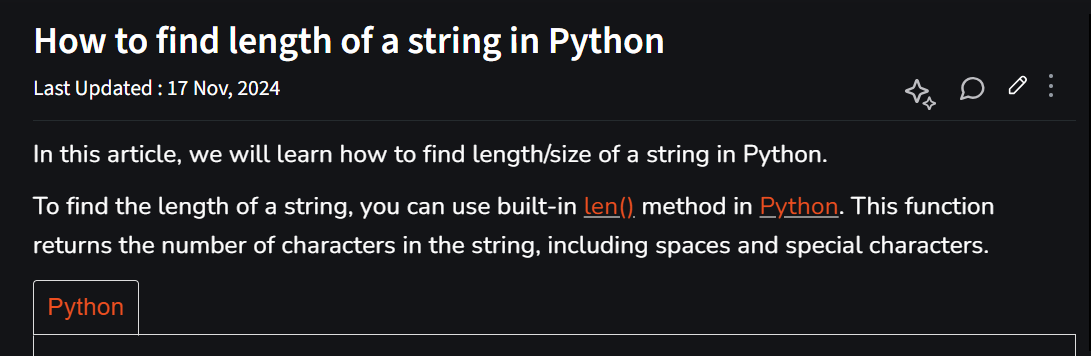 How to find length of a string in Python
Last Updated : 17 Nov, 2024
In this article, we will learn how to find length/size of a string in Python.
To find the length of a string, you can use built-in len() method in Python. This function
returns the number of characters in the string, including spaces and special characters.
Python